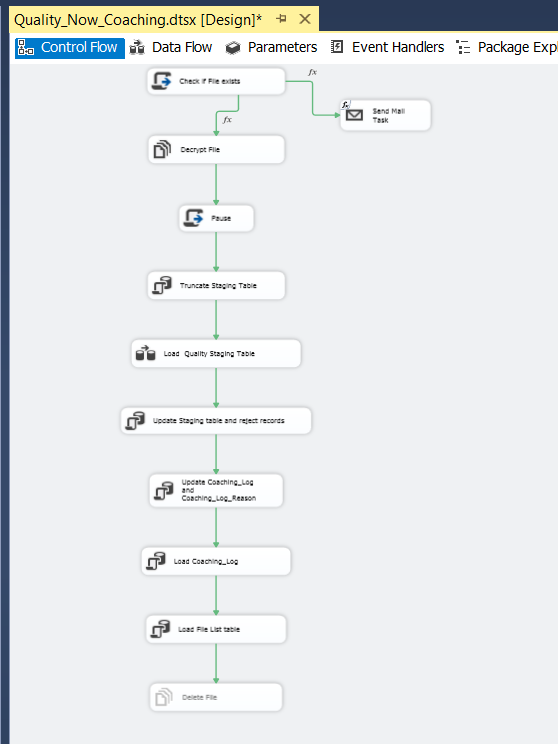 Quality_Now_Coaching.dtsx [Design]*
Control Flow Data Flow Parameters Event Handlers Package Expl
Check if File exists
fx
fx
Send Mail
Task
fx
Decrypt File
Pause
Truncate Staging Table
Load Quality Staging Table
Update Staging table and reject records
Update Coaching_Log
and
Coaching_Log_Reason
Load Coaching_Log
Load File List table
Delete File